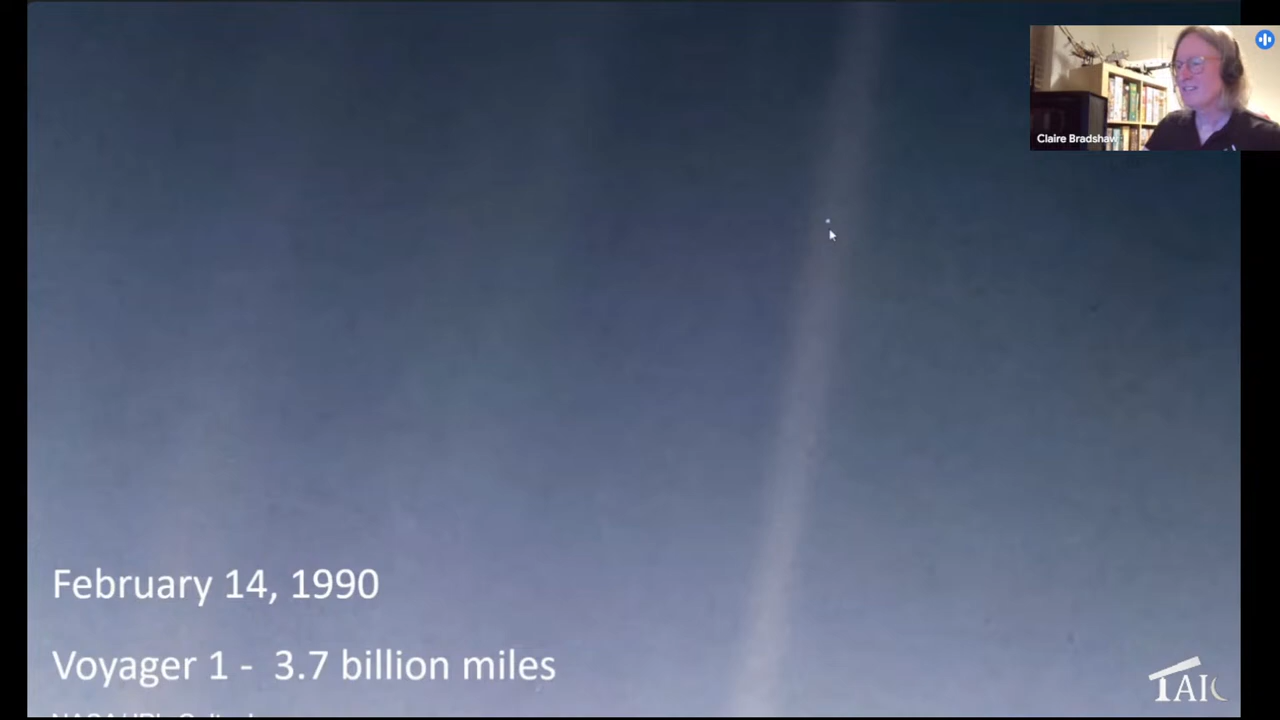 Claire Bradshaw
February 14, 1990
Voyager 1 - 3.7 billion miles
TAIC